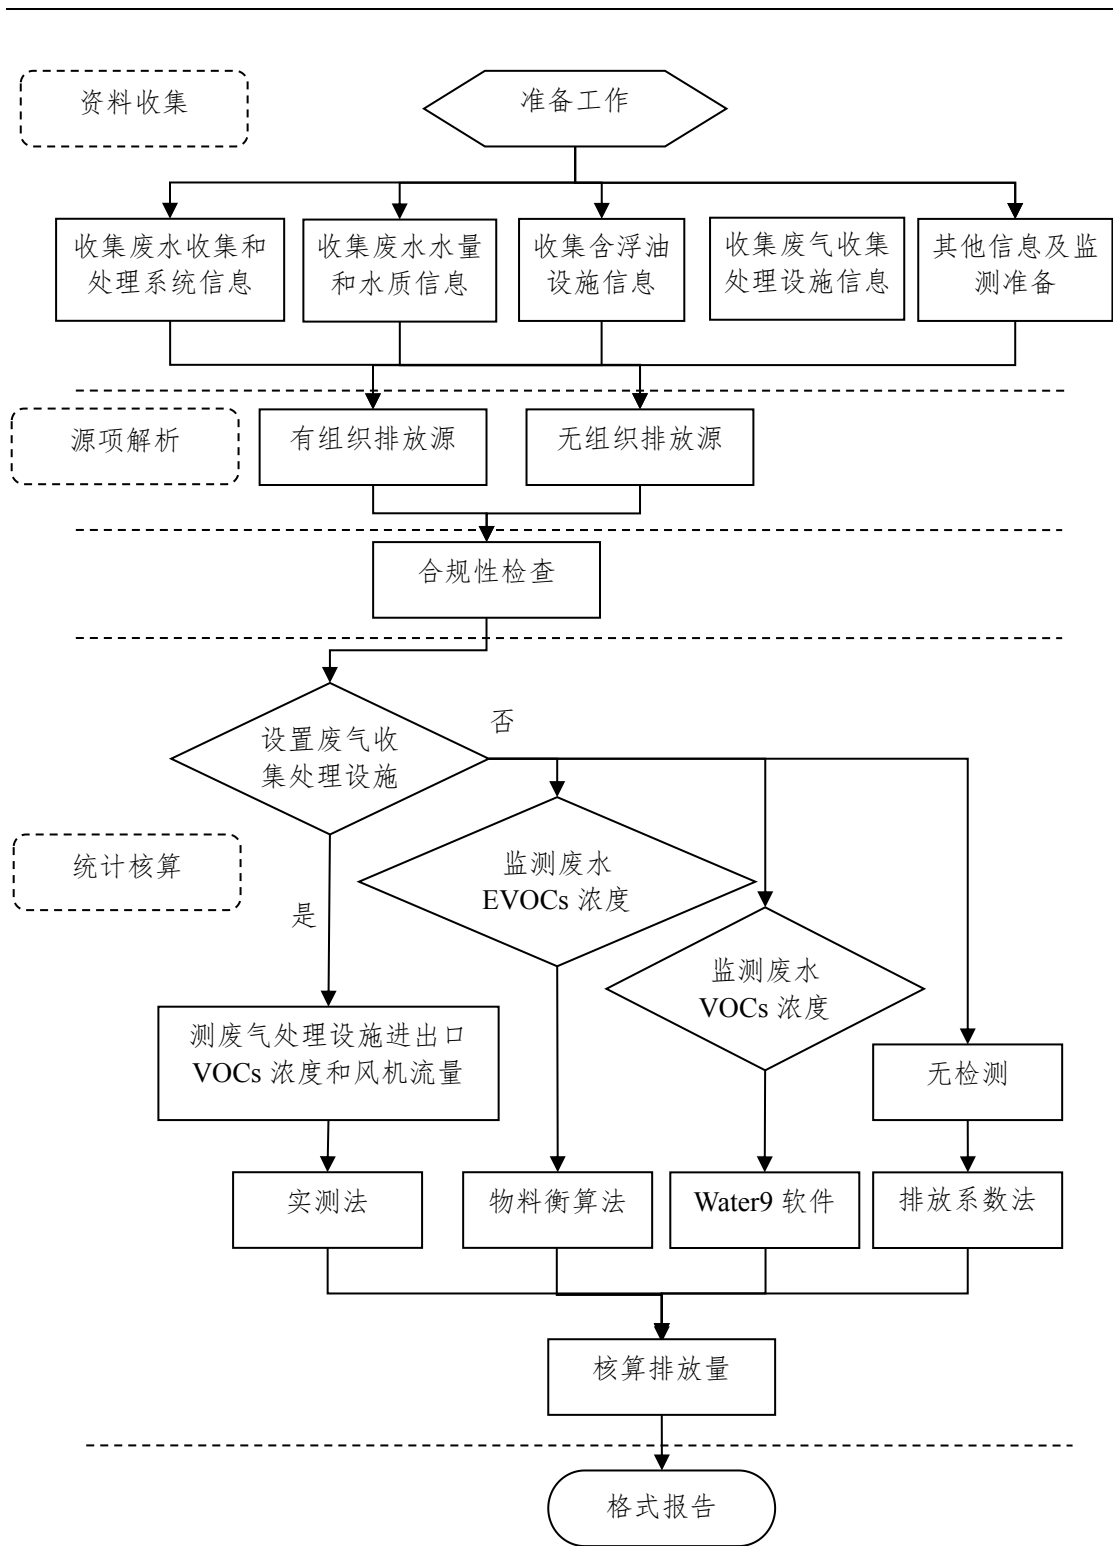 资料收集
准备工作
收集废水收集和
处理系统信息
收集废水水量
和水质信息
收集含浮油
设施信息
收集废气收集
处理设施信息
其他信息及监
测准备
源项解析
有组织排放源
无组织排放源
合规性检查
设置废气收
集处理设施
否
统计核算
监测废水
EVOCs 浓度
是
监测废水
VOCs 浓度
测废气处理设施进出口
VOCs 浓度和风机流量
无检测
实测法
物料衡算法
Water9 软件
排放系数法
核算排放量
格式报告